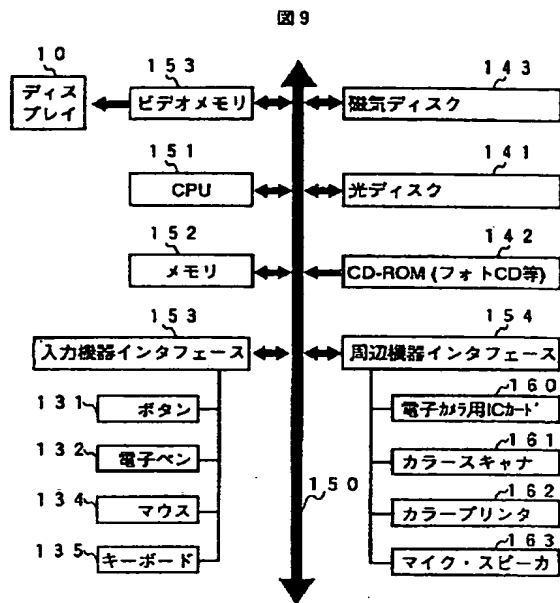 図9
10
ディス
プレイ
153
ビデオメモリ
143
磁気ディスク
151
CPU
141
光ディスク
152
メモリ
142
CD-ROM (フォトCD等)
153
入力機器インタフェース
154
周辺機器インタフェース
131
ボタン
132
電子ペン
134
マウス
135
キーボード
160
電子カメラ用ICカード
161
カラースキャナ
162
カラープリンタ
163
マイク・スピーカ
150